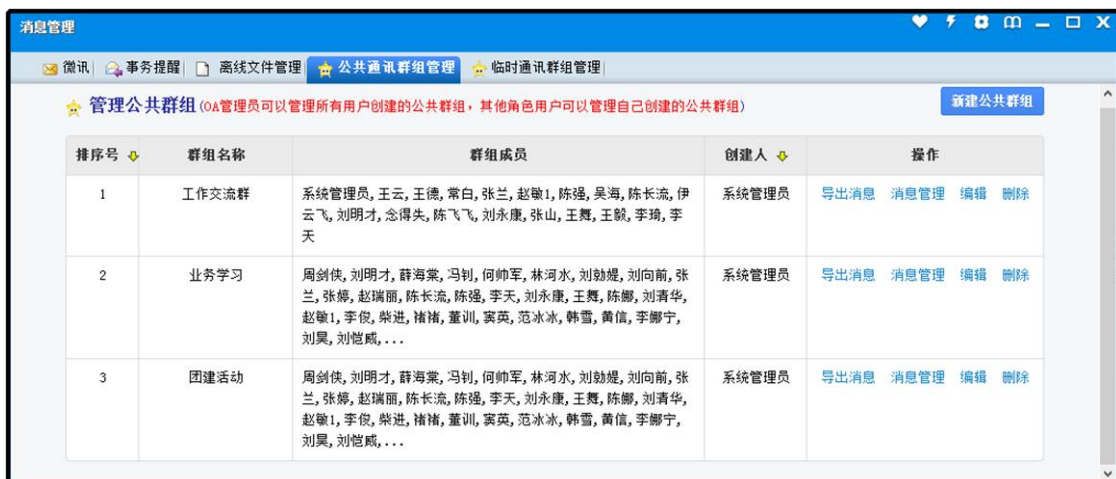 消息管理
微讯 事务提醒 离线文件管理 公共通讯群组管理 临时通讯群组管理
管理公共群组(OA管理员可以管理所有用户创建的公共群组，其他角色用户可以管理自己创建的公共群组) 新建公共群组
排序号 群组名称 群组成员 创建人 操作
1 工作交流群 系统管理员,王云,王德,常白,张兰,赵敏1,陈强,吴海,陈长流,伊 系统管理员 导出消息 消息管理 编辑 删除
云飞,刘明才,念得失,陈飞飞,刘永康,张山,王舞,王毅,李琦,李
天
2 业务学习 周剑侠,刘明才,薛海棠,冯钊,何帅军,林河水,刘勍媞,刘向前,张 系统管理员 导出消息 消息管理 编辑 删除
兰,张婷,赵瑞丽,陈长流,陈强,李天,刘永康,王舞,陈娜,刘清华,
赵敏1,李俊,柴进,褚褚,董训,窦英,范冰冰,韩雪,黄信,李娜宁,
刘昊,刘恺威,...
3 团建活动 周剑侠,刘明才,薛海棠,冯钊,何帅军,林河水,刘勍媞,刘向前,张 系统管理员 导出消息 消息管理 编辑 删除
兰,张婷,赵瑞丽,陈长流,陈强,李天,刘永康,王舞,陈娜,刘清华,
赵敏1,李俊,柴进,褚褚,董训,窦英,范冰冰,韩雪,黄信,李娜宁,
刘昊,刘恺威,...